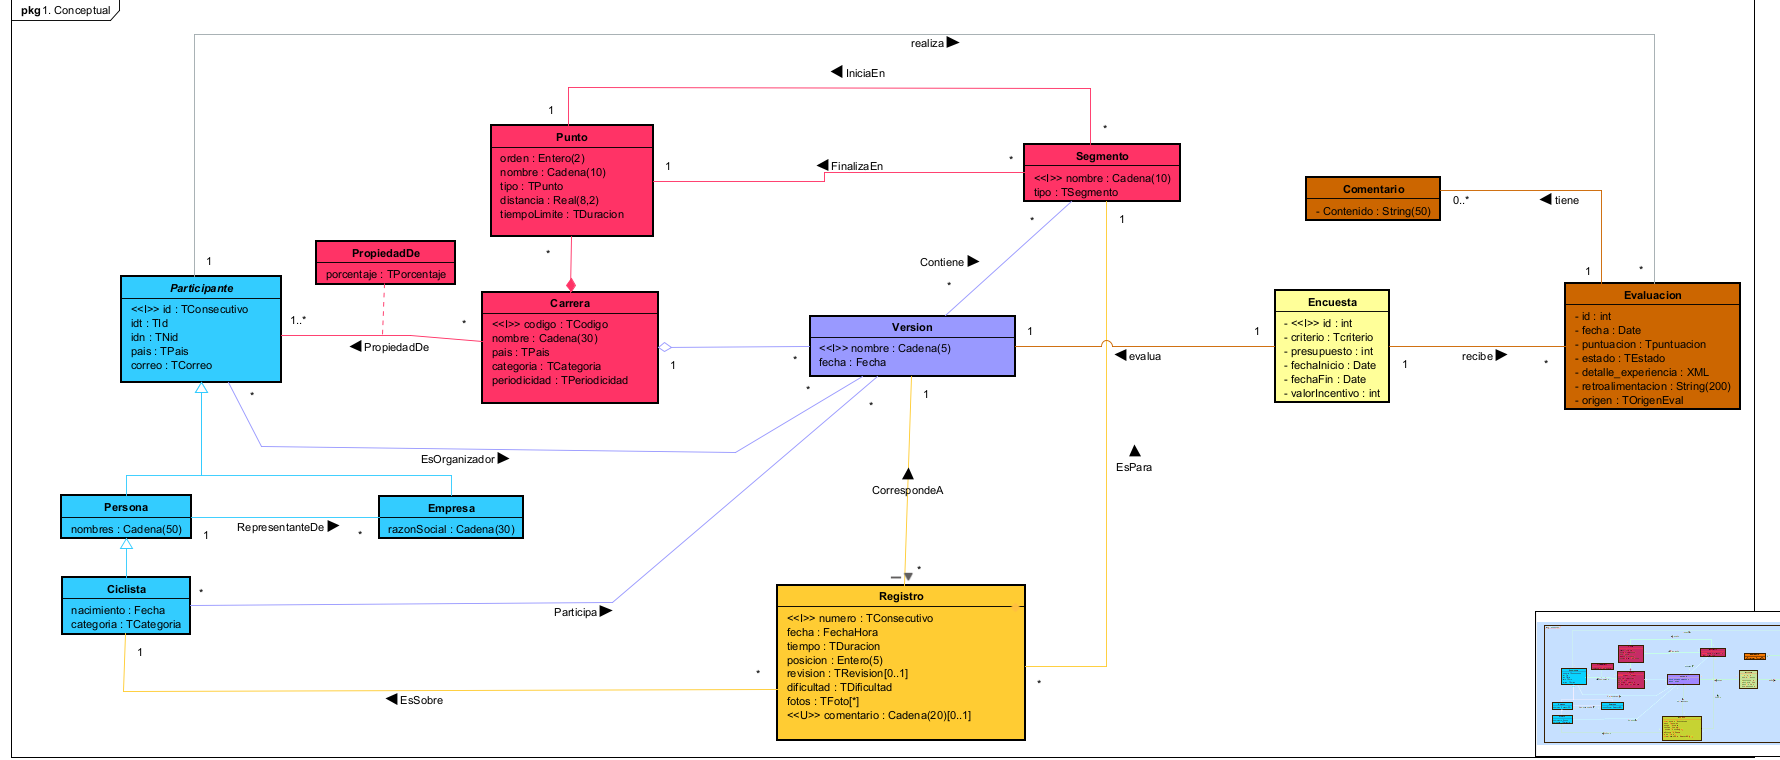 pkg 1. Conceptual
realiza
IniciaEn
1
*
Punto
orden : Entero(2)
nombre : Cadena(10)
tipo : TPunto
distancia : Real(8,2)
tiempoLimite : TDuracion
1
FinalizaEn
*
Segmento
<<I>> nombre : Cadena(10)
tipo : TSegmento
Comentario
- Contenido : String(50)
0..*
tiene
*
1
Contiene
*
*
PropiedadDe
porcentaje : TPorcentaje
1
1
*
Participante
<<I>> id : TConsecutivo
idt : TId
idn : TNid
pais : TPais
correo : TCorreo
1..*
*
PropiedadDe
Carrera
<<I>> codigo : TCodigo
nombre : Cadena(30)
pais : TPais
categoria : TCategoria
periodicidad : TPeriodicidad
1
*
Version
<<I>> nombre : Cadena(5)
fecha : Fecha
1
evalua
1
Encuesta
- <<I>> id : int
- criterio : Tcriterio
- presupuesto : int
- fechaInicio : Date
- fechaFin : Date
- valorIncentivo : int
1
recibe
*
Evaluacion
- id : int
- fecha : Date
- puntuacion : Tpuntuacion
- estado : TEstado
- detalle_experiencia : XML
- retroalimentacion : String(200)
- origen : TOrigenEval
*
*
*
1
EsOrganizador
EsPara
CorrespondeA
Persona
nombres : Cadena(50)
1
RepresentanteDe
*
Empresa
razonSocial : Cadena(30)
Ciclista
nacimiento : Fecha
categoria : TCategoria
*
Participa
*
Registro
<<I>> numero : TConsecutivo
fecha : FechaHora
tiempo : TDuracion
posicion : Entero(5)
revision : TRevision[0..1]
dificultad : TDificultad
fotos : TFoto[*]
<<U>> comentario : Cadena(20)[0..1]
1
*
*
EsSobre